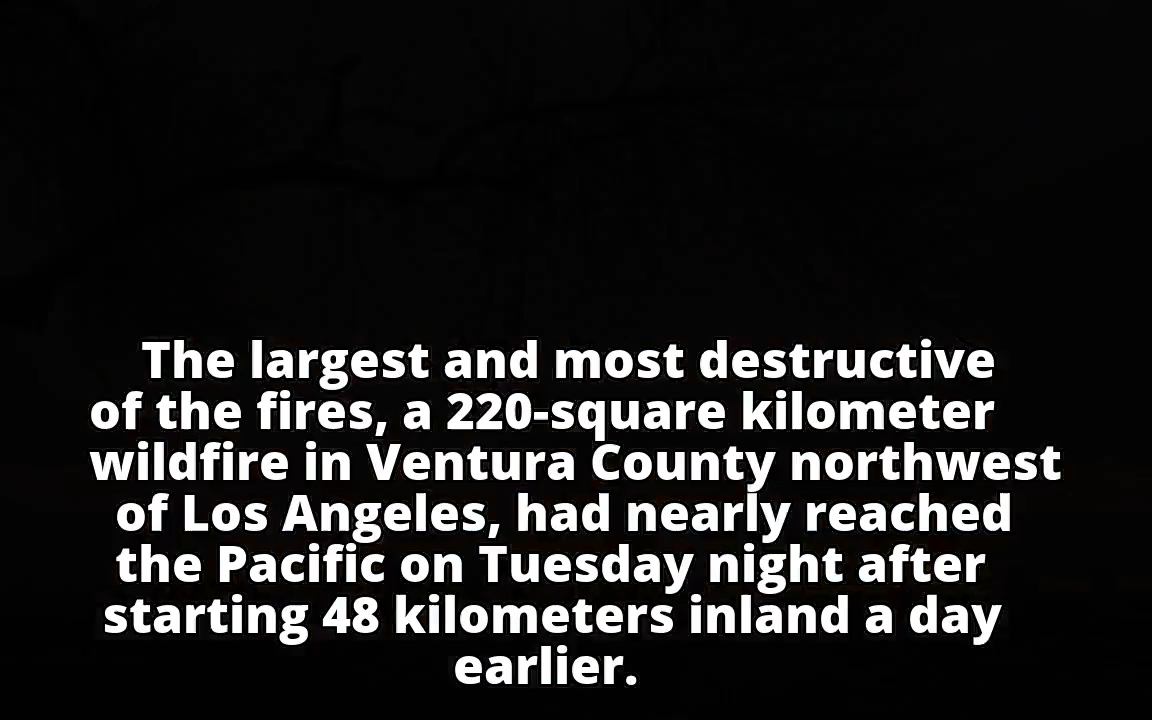 The largest and most destructive
of the fires, a 220-square kilometer
wildfire in Ventura County northwest
of Los Angeles, had nearly reached
the Pacific on Tuesday night after
starting 48 kilometers inland a day
earlier.